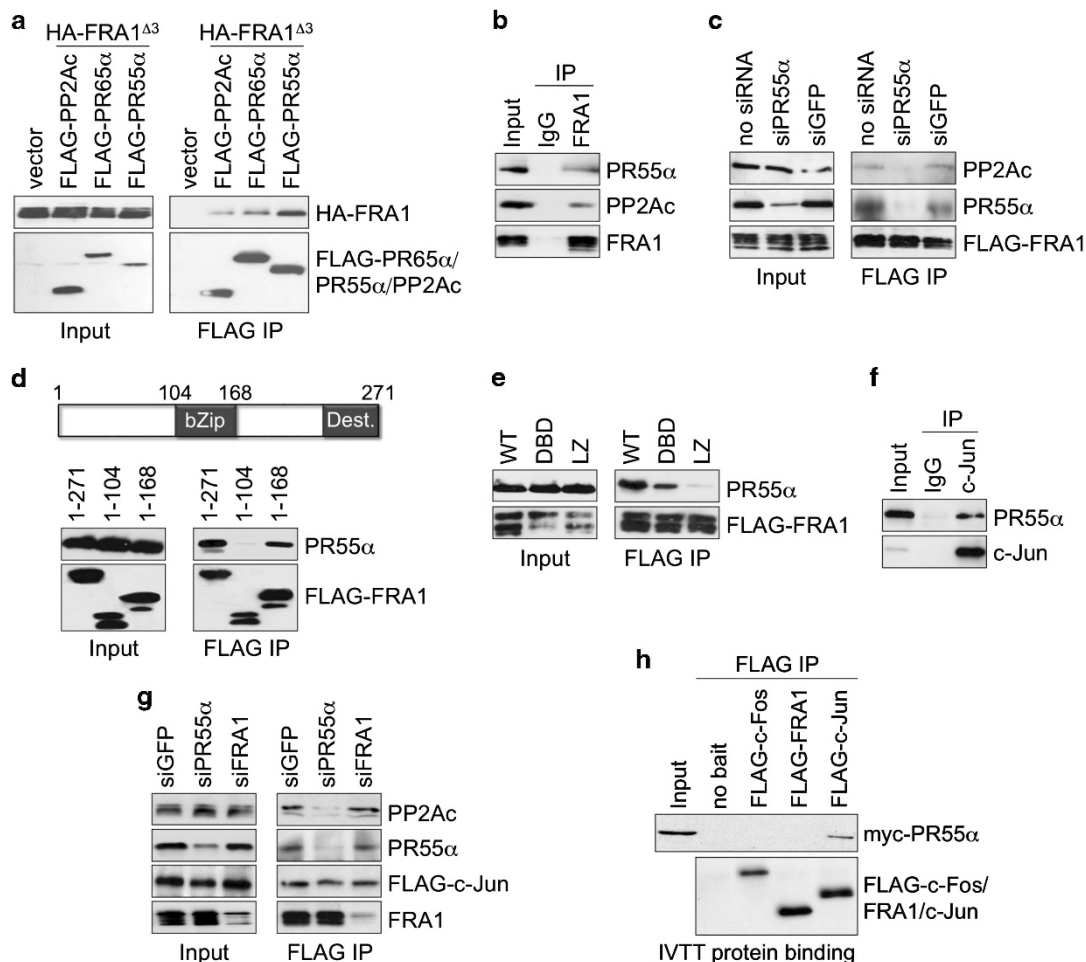 a
HA-FRA1Δ3
HA-FRA1Δ3
vector
FLAG-PP2Ac
FLAG-PR65α
FLAG-PR55α
vector
FLAG-PP2Ac
FLAG-PR65α
FLAG-PR55α
HA-FRA1
FLAG-PR65α/
PR55α/PP2Ac
Input
FLAG IP
b
IP
Input
IgG
FRA1
PR55α
PP2Ac
FRA1
c
no siRNA
siPR55α
siGFP
no siRNA
siPR55α
siGFP
PP2Ac
PR55α
FLAG-FRA1
Input
FLAG IP
d
1 104 168 271
bZip
Dest.
1-271
1-104
1-168
1-271
1-104
1-168
PR55α
FLAG-FRA1
Input
FLAG IP
e
WT
DBD
LZ
WT
DBD
LZ
PR55α
FLAG-FRA1
Input
FLAG IP
f
IP
Input
IgG
c-Jun
PR55α
c-Jun
g
siGFP
siPR55α
siFRA1
siGFP
siPR55α
siFRA1
PP2Ac
PR55α
FLAG-c-Jun
FRA1
Input
FLAG IP
h
FLAG IP
Input
no bait
FLAG-c-Fos
FLAG-FRA1
FLAG-c-Jun
myc-PR55α
FLAG-c-Fos/
FRA1/c-Jun
IVTT protein binding